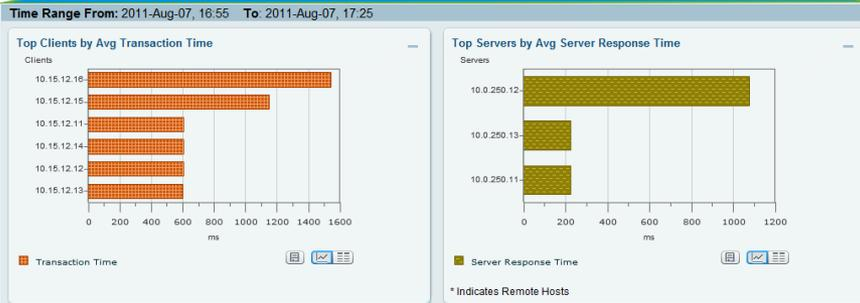 Time Range From: 2011-Aug-07, 16:55 To: 2011-Aug-07, 17:25
Top Clients by Avg Transaction Time
Clients
10.15.12.16
10.15.12.15
10.15.12.11
10.15.12.14
10.15.12.12
10.15.12.13
0 200 400 600 800 1000 1200 1400 1600
ms
Transaction Time
Top Servers by Avg Server Response Time
Servers
10.0.250.12
10.0.250.13
10.0.250.11
0 200 400 600 800 1000 1200
ms
Server Response Time
* Indicates Remote Hosts